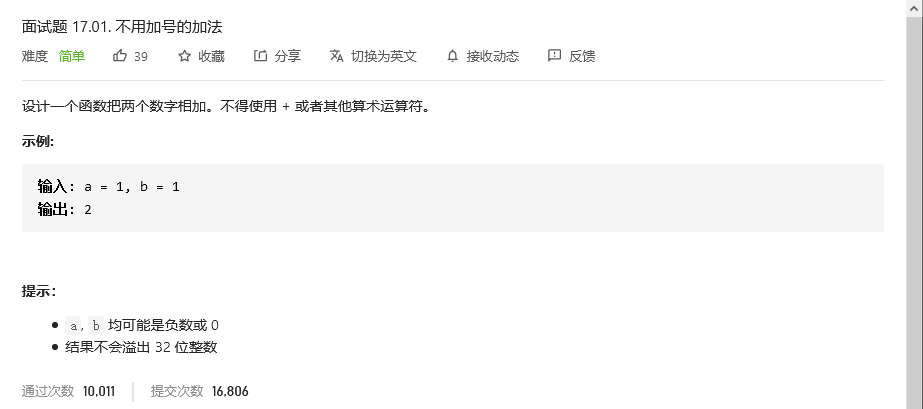 面试题 17.01. 不用加号的加法
难度 简单 39 收藏 分享 切换为英文 接收动态 反馈
设计一个函数把两个数字相加。不得使用 + 或者其他算术运算符。
示例:
输入: a = 1, b = 1
输出: 2
提示：
a, b 均可能是负数或 0
结果不会溢出 32 位整数
通过次数 10,011 提交次数 16,806